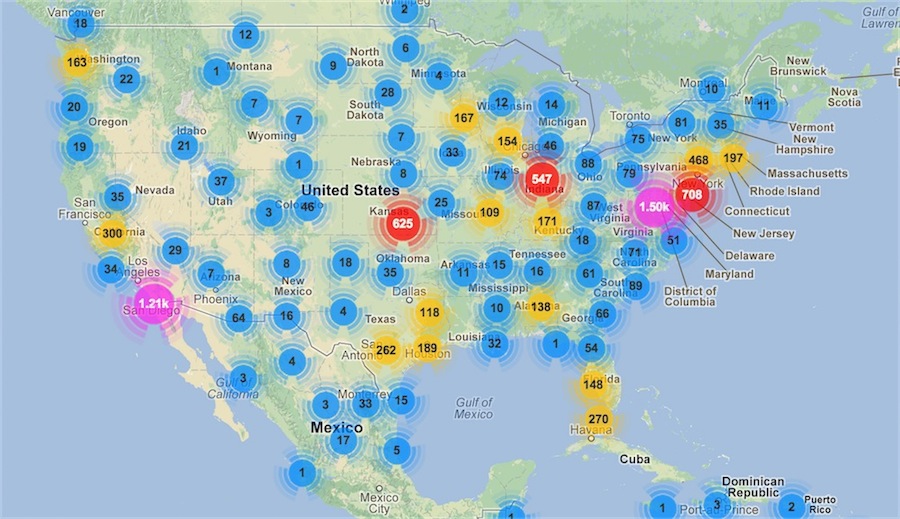 Winnipeg
2
Vancouver
18
Gulf of
12
6
163
Washington
22
1
Montana
9
North
Dakota
4
Minnesota
New
Brunswick
Nova
Scotia
Montreal
10
11
20
Oregon
7
7
28
South
Dakota
167
12
Wisconsin
14
Michigan
Toronto
75
New York
81
35
Vermont
New
Hampshire
19
Idaho
21
Wyoming
7
33
154
Chicago
46
88
Ohio
79
Pennsylvania
468
197
Massachusetts
Rhode Island
Connecticut
New Jersey
Delaware
Maryland
District of
Columbia
1
Nebraska
8
74
547
Indiana
New York
708
35
Nevada
37
Utah
United States
3
46
Colorado
Kansas
625
25
Missouri
109
171
Kentucky
87
West
Virginia
1.50k
Virginia
San
Francisco
300
California
29
34
Los
Angeles
7
Arizona
Phoenix
8
New
Mexico
18
Oklahoma
35
Arkansas
11
15
Tennessee
16
18
71
North
Carolina
51
61
South
Carolina
89
1.21k
San Diego
64
16
4
Texas
Dallas
118
Mississippi
10
Alabama
138
Georgia
66
San
Antonio
262
189
Houston
Louisiana
32
1
54
4
3
Gulf of
California
148
Florida
270
Havana
Cuba
3
33
15
Monterrey
Gulf of
Mexico
Mexico
17
5
1
Mexico
City
1
1
3
2
Dominican
Republic
Port-au-Prince
Puerto
Rico